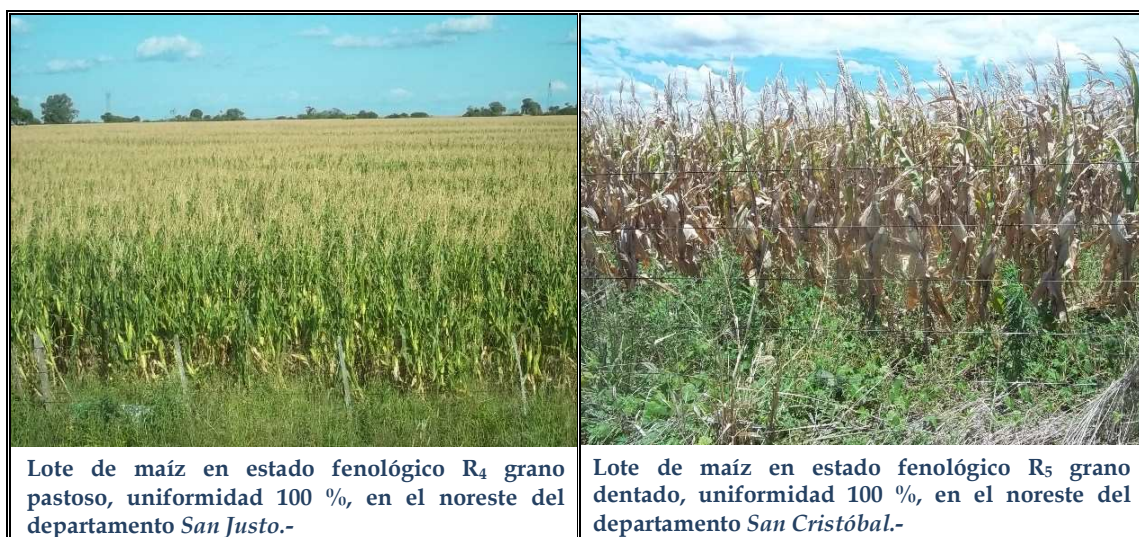 Lote de maíz en estado fenológico R₄ grano
pastoso, uniformidad 100 %, en el noreste del
departamento San Justo.-
Lote de maíz en estado fenológico R₅ grano
dentado, uniformidad 100 %, en el noreste del
departamento San Cristóbal.-